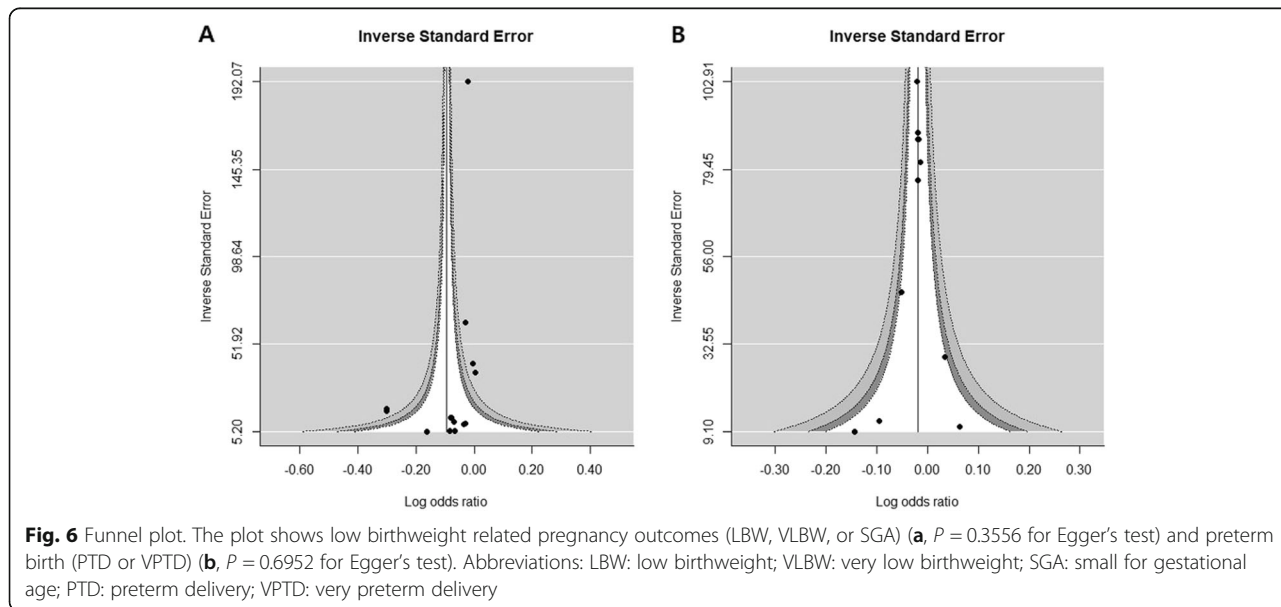 A
Inverse Standard Error
Inverse Standard Error
192.07
145.35
98.64
51.92
5.20
-0.60 -0.40 -0.20 0.00 0.20 0.40
Log odds ratio
B
Inverse Standard Error
Inverse Standard Error
102.91
79.45
56.00
32.55
9.10
-0.30 -0.20 -0.10 0.00 0.10 0.20 0.30
Log odds ratio
Fig. 6 Funnel plot. The plot shows low birthweight related pregnancy outcomes (LBW, VLBW, or SGA) (a, P = 0.3556 for Egger’s test) and preterm
birth (PTD or VPTD) (b, P = 0.6952 for Egger’s test). Abbreviations: LBW: low birthweight; VLBW: very low birthweight; SGA: small for gestational
age; PTD: preterm delivery; VPTD: very preterm delivery